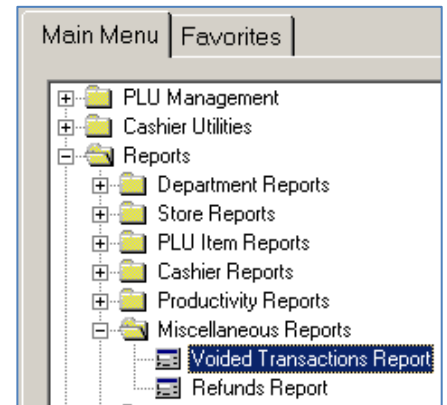 Main Menu Favorites
PLU Management
Cashier Utilities
Reports
Department Reports
Store Reports
PLU Item Reports
Cashier Reports
Productivity Reports
Miscellaneous Reports
Voided Transactions Report
Refunds Report